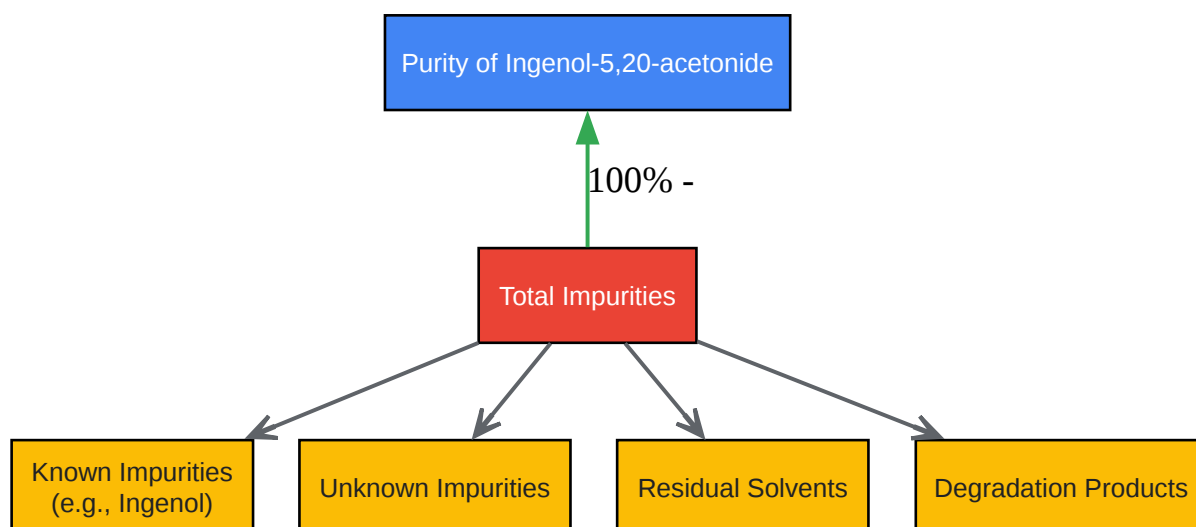 Purity of Ingenol-5,20-acetonide
100% -
Total Impurities
Known Impurities
(e.g., Ingenol)
Unknown Impurities
Residual Solvents
Degradation Products